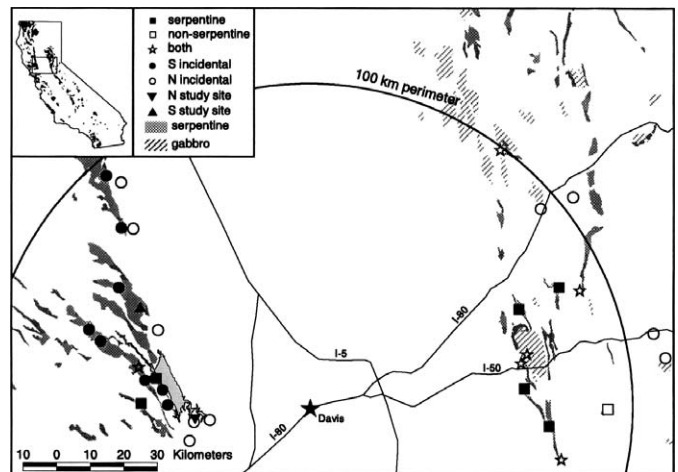 serpentine
non-serpentine
both
S incidental
N incidental
N study site
S study site
serpentine
gabbro
100 km perimeter
I-80
I-5
I-50
Davis
I-80
10 0 10 20 30 Kilometers